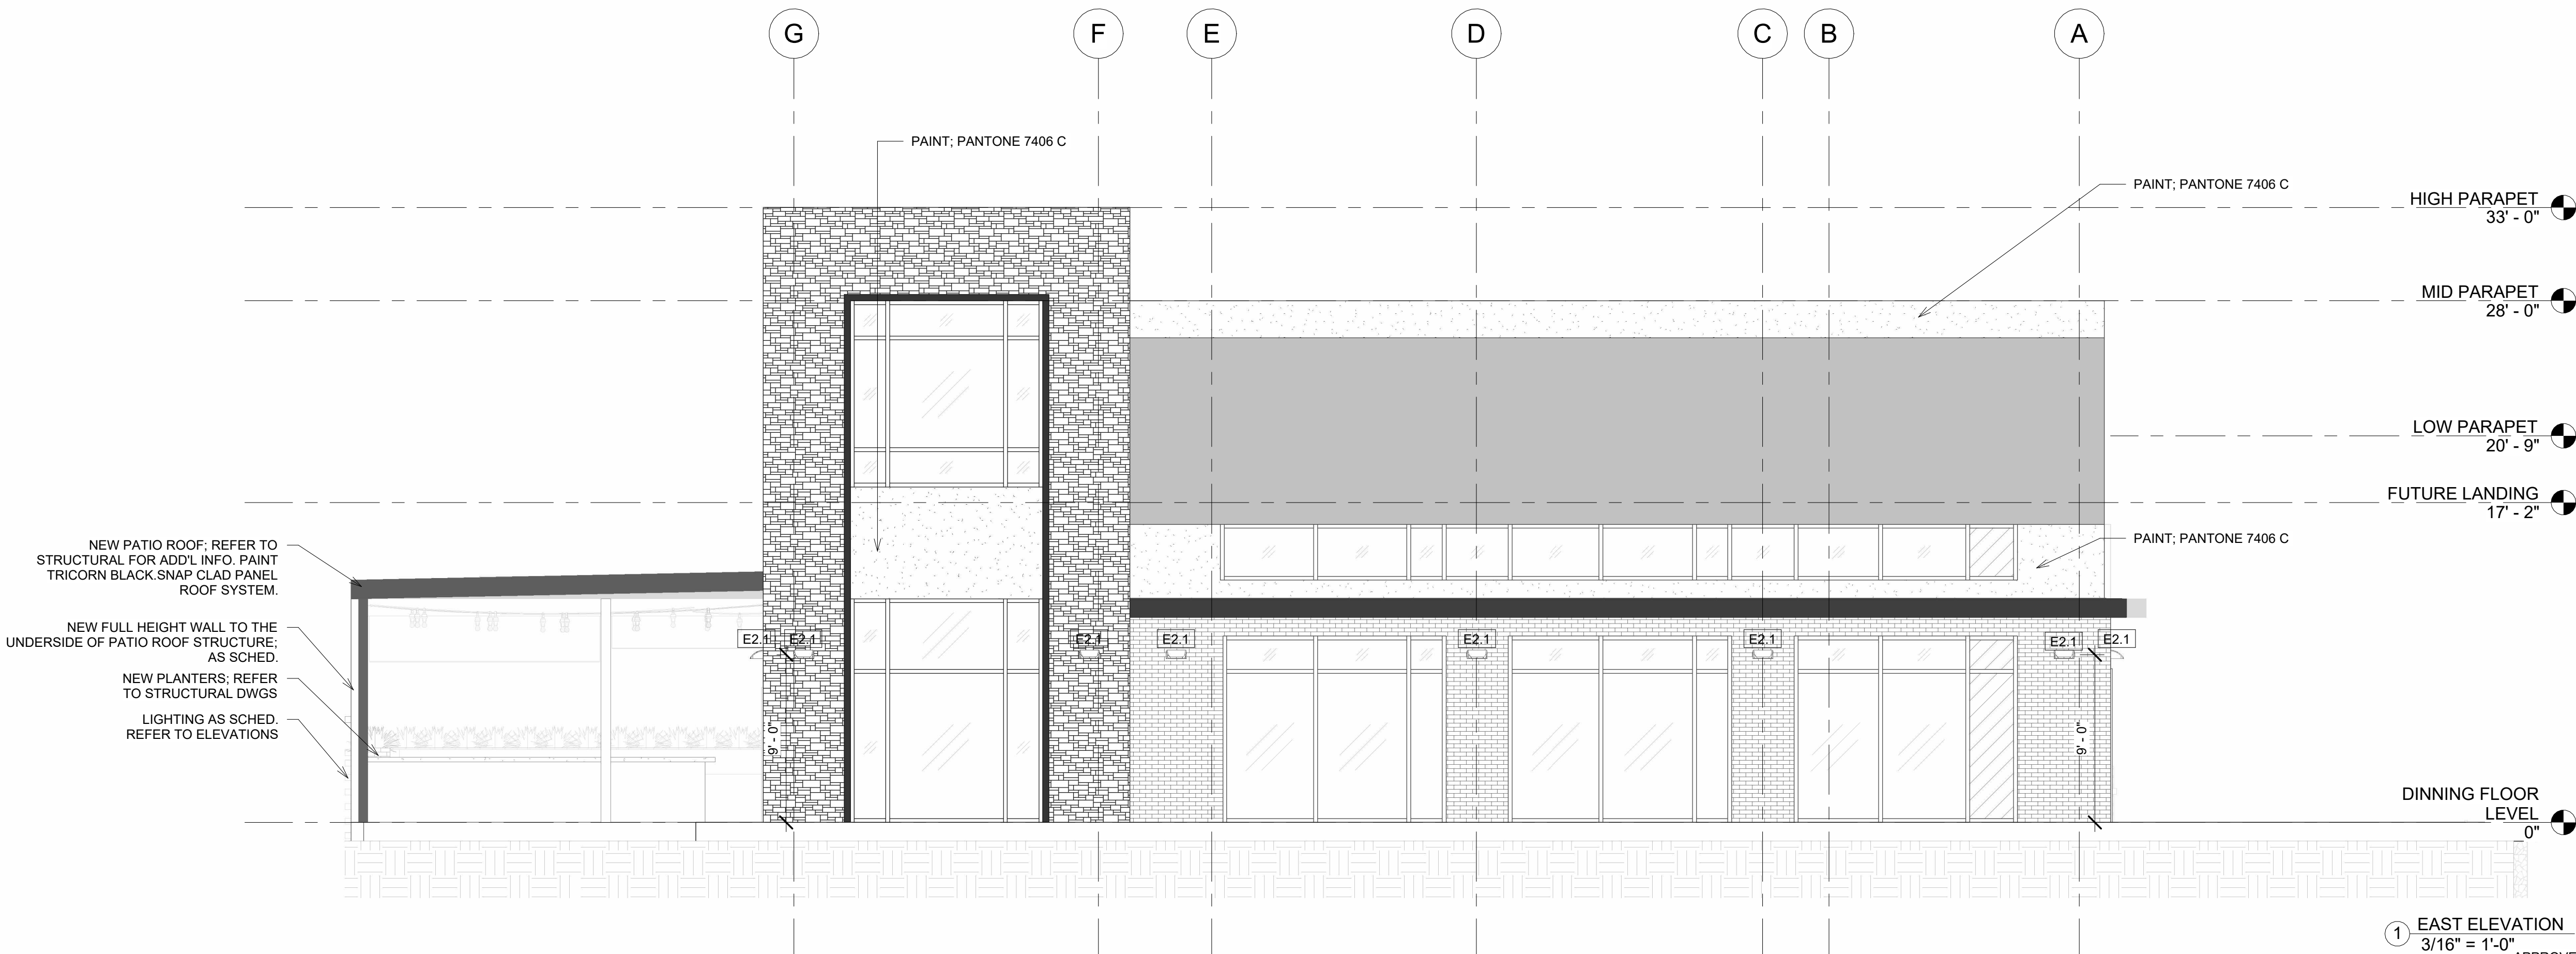 G
F
E
D
C
B
A
PAINT; PANTONE 7406 C
PAINT; PANTONE 7406 C
HIGH PARAPET
33' - 0"
MID PARAPET
28' - 0"
LOW PARAPET
20' - 9"
FUTURE LANDING
17' - 2"
PAINT; PANTONE 7406 C
NEW PATIO ROOF; REFER TO
STRUCTURAL FOR ADD'L INFO. PAINT
TRICORN BLACK.SNAP CLAD PANEL
ROOF SYSTEM.
NEW FULL HEIGHT WALL TO THE
UNDERSIDE OF PATIO ROOF STRUCTURE;
AS SCHED.
NEW PLANTERS; REFER
TO STRUCTURAL DWGS
LIGHTING AS SCHED.
REFER TO ELEVATIONS
E2.1
E2.1
E2.1
E2.1
E2.1
E2.1
E2.1
E2.1
9' - 0"
9' - 0"
DINNING FLOOR
LEVEL
0"
1
EAST ELEVATION
3/16" = 1'-0"